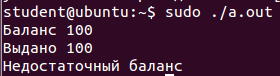 student@ubuntu:~$ sudo ./a.out
Баланс 100
Выдано 100
Недостаточный баланс